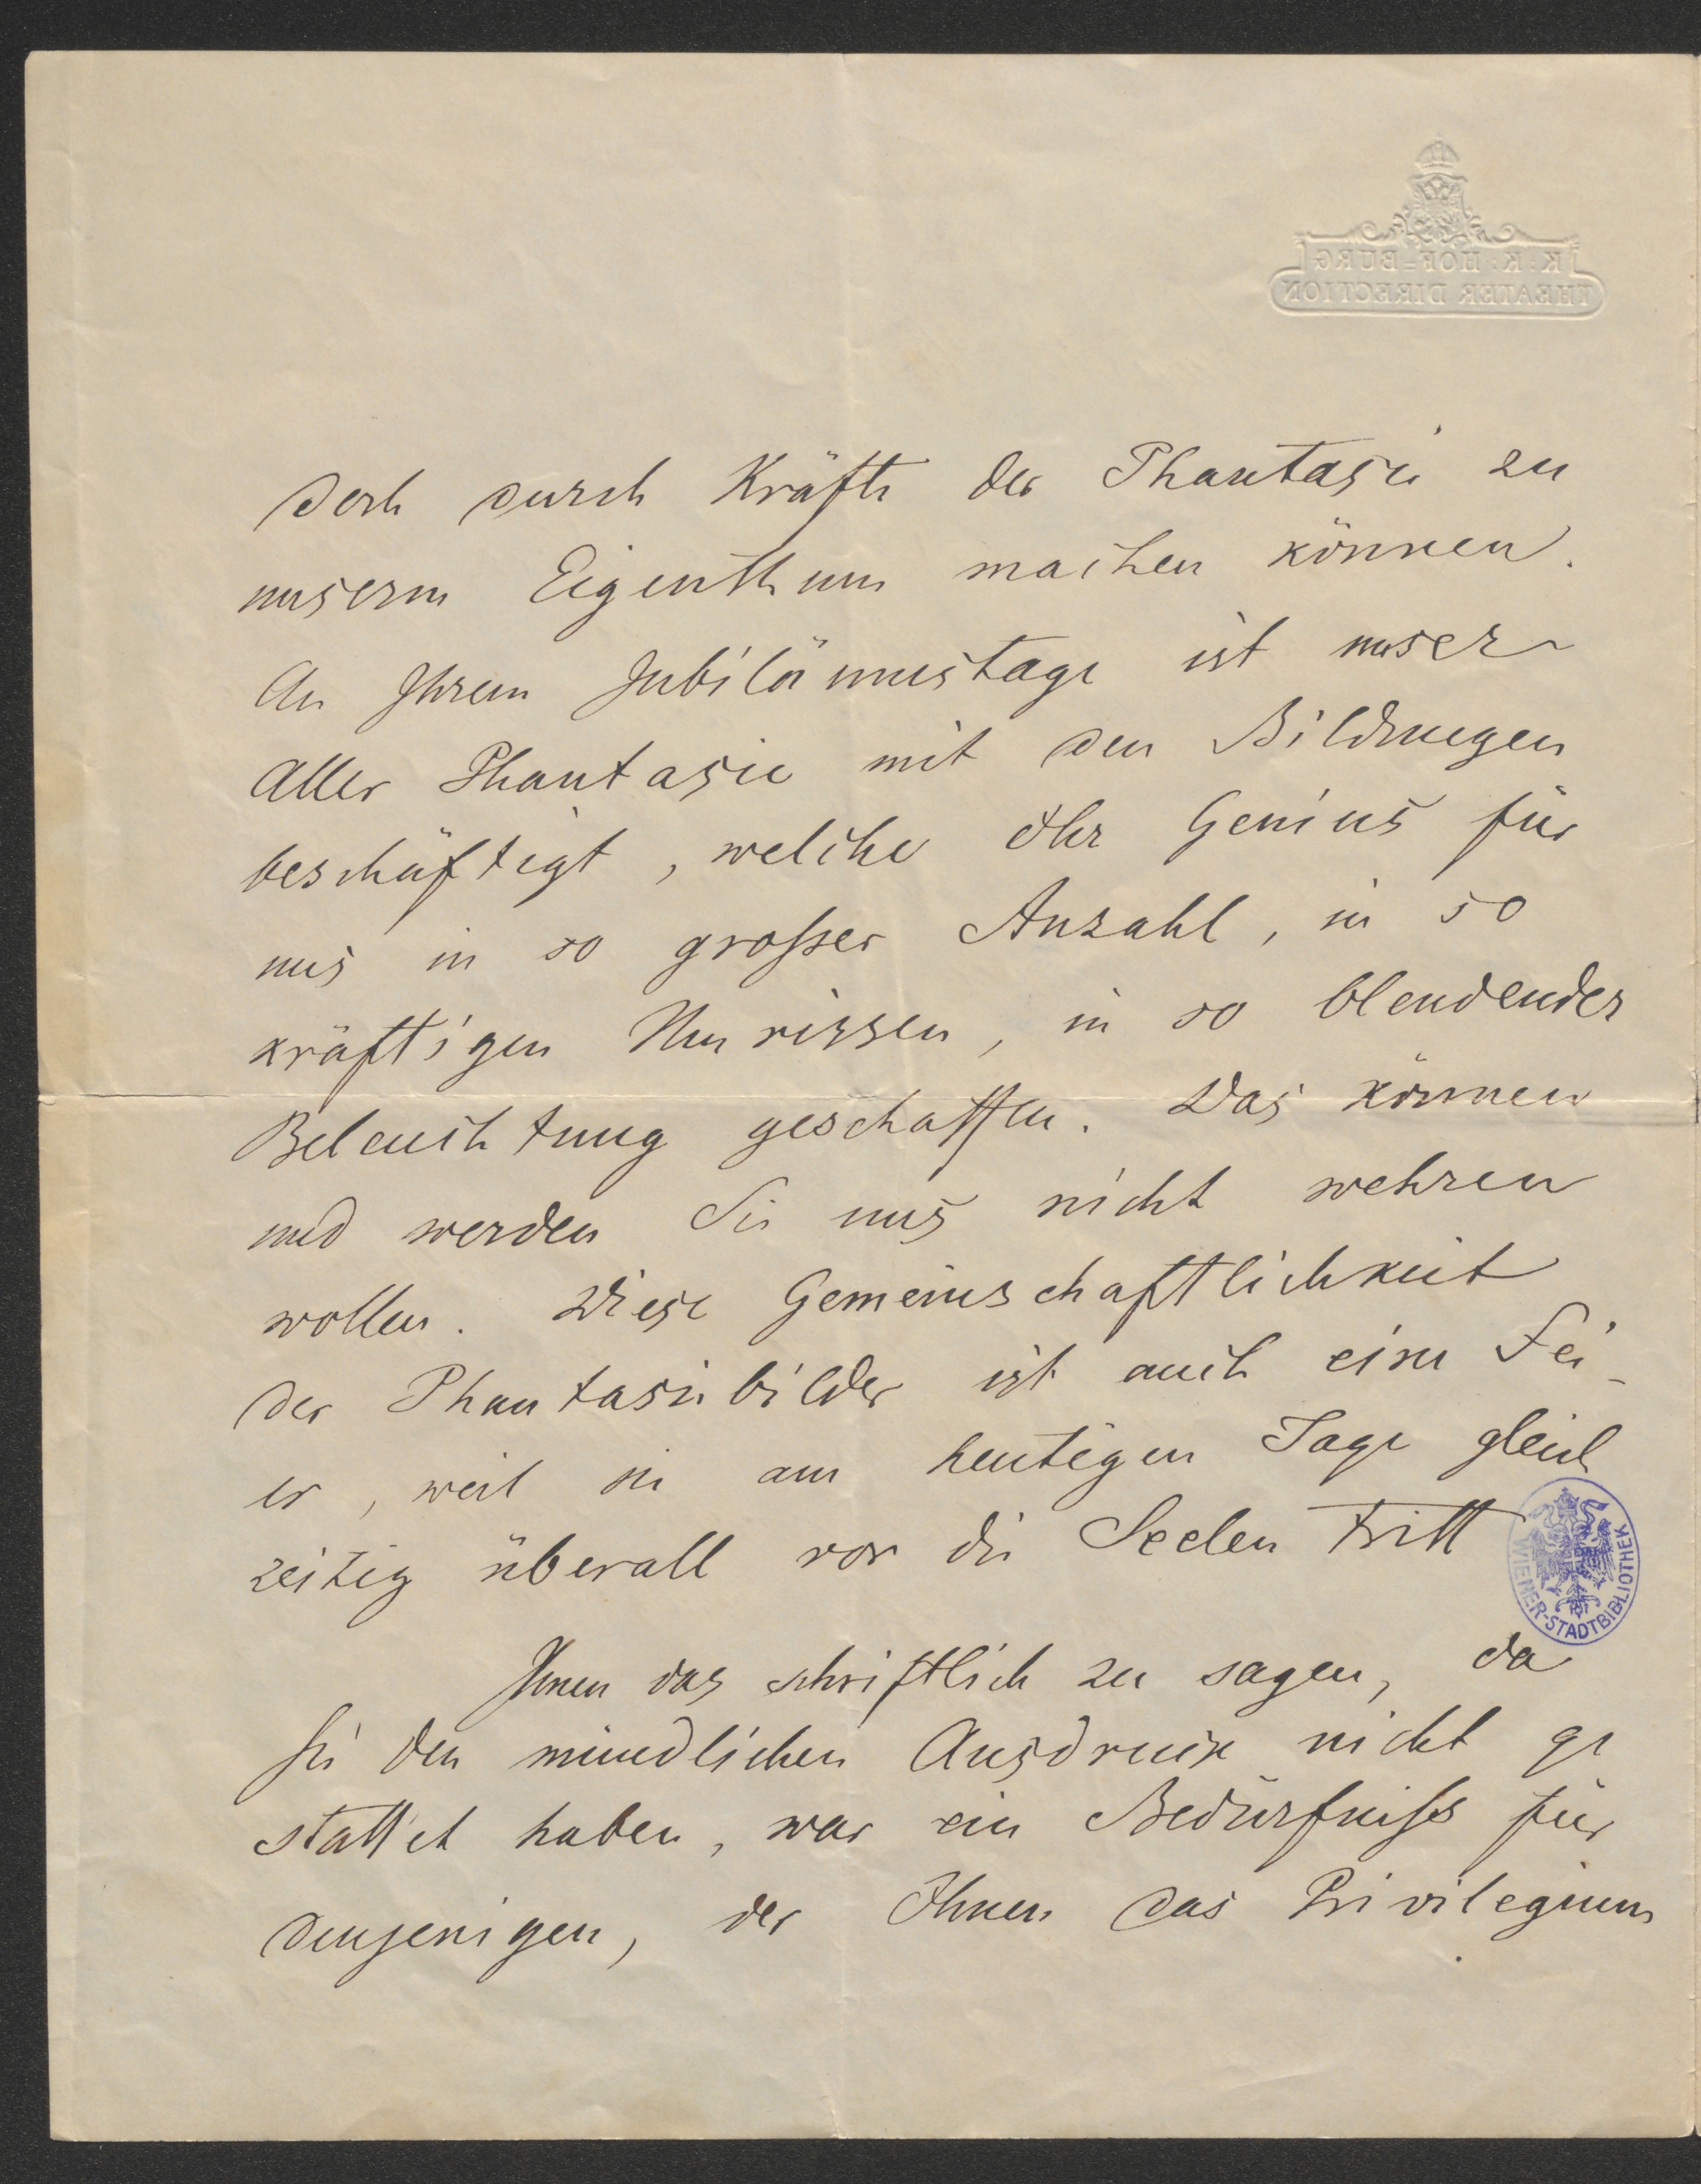 K: K: HOF-BURG
THEATER DIRECTION
doch durch Kräfte der Phantasie zu
unserm Eigenthum machen können.
An Ihrem Jubiläumstage ist unser
Aller Phantasie mit den Bildungen
beschäftigt, welche Ihr Genius für
uns in so großer Anzahl, in so
kräftigen Umrissen, in so blendender
Beleuchtung geschaffen. Das können
und werden Sie uns nicht wehren
wollen. Diese Gemeinschaftlichkeit
der Phantasiebilder ist auch eine Fei-
er, weil sie am heutigen Tage gleich
zeitig überall vor die Seelen tritt
Ihnen das schriftlich zu sagen, da
Sie den mündlichen Ausdruck nicht ge
stattet haben, war ein Bedürfniß für
denjenigen, der Ihnen das Privilegium
WIENER-STADTBIBLIOTHEK